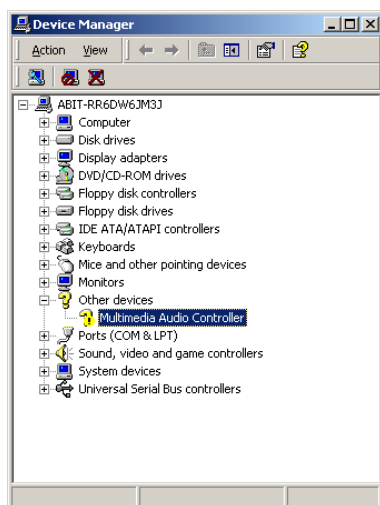 Device Manager
Action View
ABIT-RR6DW6JM3J
Computer
Disk drives
Display adapters
DVD/CD-ROM drives
Floppy disk controllers
Floppy disk drives
IDE ATA/ATAPI controllers
Keyboards
Mice and other pointing devices
Monitors
Other devices
Multimedia Audio Controller
Ports (COM & LPT)
Sound, video and game controllers
System devices
Universal Serial Bus controllers